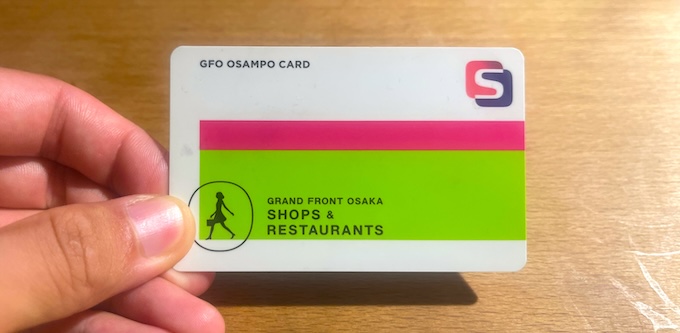 GFO OSAMPO CARD
S
GRAND FRONT OSAKA
SHOPS &
RESTAURANTS